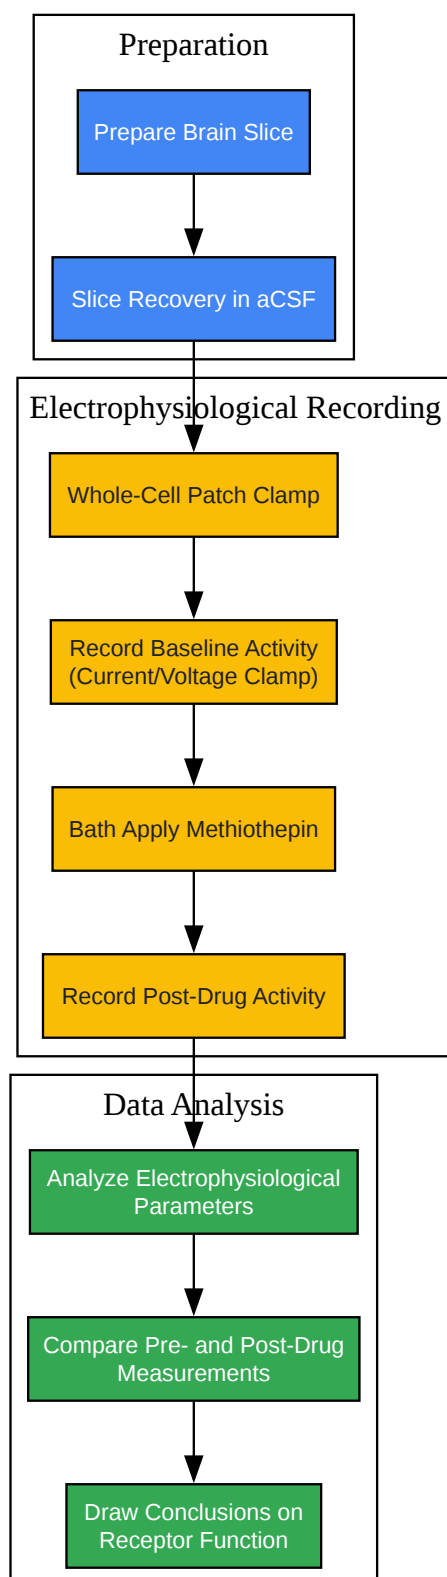 Preparation
Prepare Brain Slice
Slice Recovery in aCSF
Electrophysiological Recording
Whole-Cell Patch Clamp
Record Baseline Activity
(Current/Voltage Clamp)
Bath Apply Methiothepin
Record Post-Drug Activity
Data Analysis
Analyze Electrophysiological
Parameters
Compare Pre- and Post-Drug
Measurements
Draw Conclusions on
Receptor Function